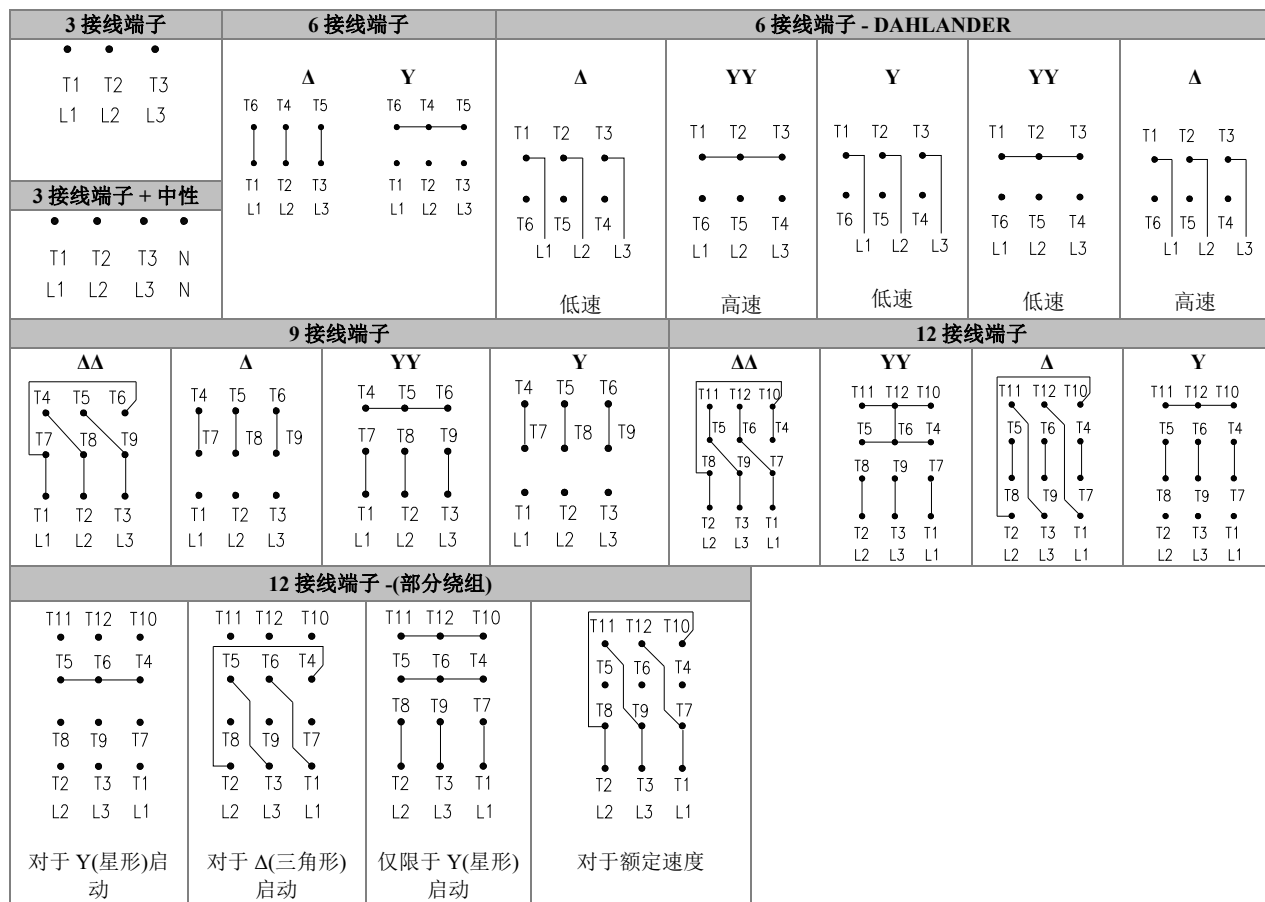 3 接线端子
T1 T2 T3
L1 L2 L3
3 接线端子 + 中性
T1 T2 T3 N
L1 L2 L3 N
6 接线端子
Δ Y
T6 T4 T5 T6 T4 T5
T1 T2 T3 T1 T2 T3
L1 L2 L3 L1 L2 L3
6 接线端子 - DAHLANDER
Δ
T1 T2 T3
T6 T5 T4
L1 L2 L3
低速
YY
T1 T2 T3
T6 T5 T4
L1 L2 L3
高速
Y
T1 T2 T3
T6 T5 T4
L1 L2 L3
低速
YY
T1 T2 T3
T6 T5 T4
L1 L2 L3
低速
Δ
T1 T2 T3
T6 T5 T4
L1 L2 L3
高速
9 接线端子
ΔΔ
T4 T5 T6
T7 T8 T9
T1 T2 T3
L1 L2 L3
Δ
T4 T5 T6
T7 T8 T9
T1 T2 T3
L1 L2 L3
YY
T4 T5 T6
T7 T8 T9
T1 T2 T3
L1 L2 L3
Y
T4 T5 T6
T7 T8 T9
T1 T2 T3
L1 L2 L3
12 接线端子
ΔΔ
T11 T12 T10
T5 T6 T4
T8 T9 T7
T2 T3 T1
L2 L3 L1
YY
T11 T12 T10
T5 T6 T4
T8 T9 T7
T2 T3 T1
L2 L3 L1
Δ
T11 T12 T10
T5 T6 T4
T8 T9 T7
T2 T3 T1
L2 L3 L1
Y
T11 T12 T10
T5 T6 T4
T8 T9 T7
T2 T3 T1
L2 L3 L1
12 接线端子 -(部分绕组)
T11 T12 T10
T5 T6 T4
T8 T9 T7
T2 T3 T1
L2 L3 L1
对于 Y(星形)启
动
T11 T12 T10
T5 T6 T4
T8 T9 T7
T2 T3 T1
L2 L3 L1
对于 Δ(三角形)
启动
T11 T12 T10
T5 T6 T4
T8 T9 T7
T2 T3 T1
L2 L3 L1
仅限于 Y(星形)
启动
T11 T12 T10
T5 T6 T4
T8 T9 T7
T2 T3 T1
L2 L3 L1
对于额定速度